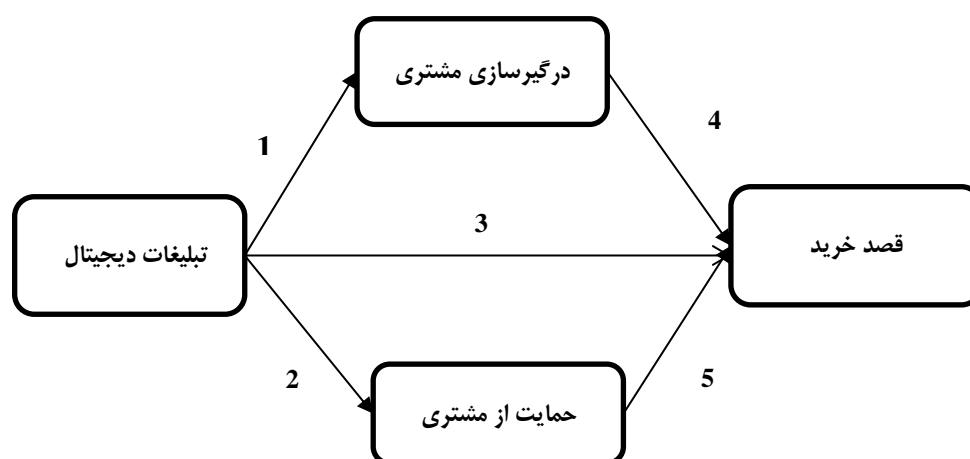 درگیرسازی مشتری
4
1
قصد خرید
3
تبلیغات دیجیتال
2
5
حمایت از مشتری